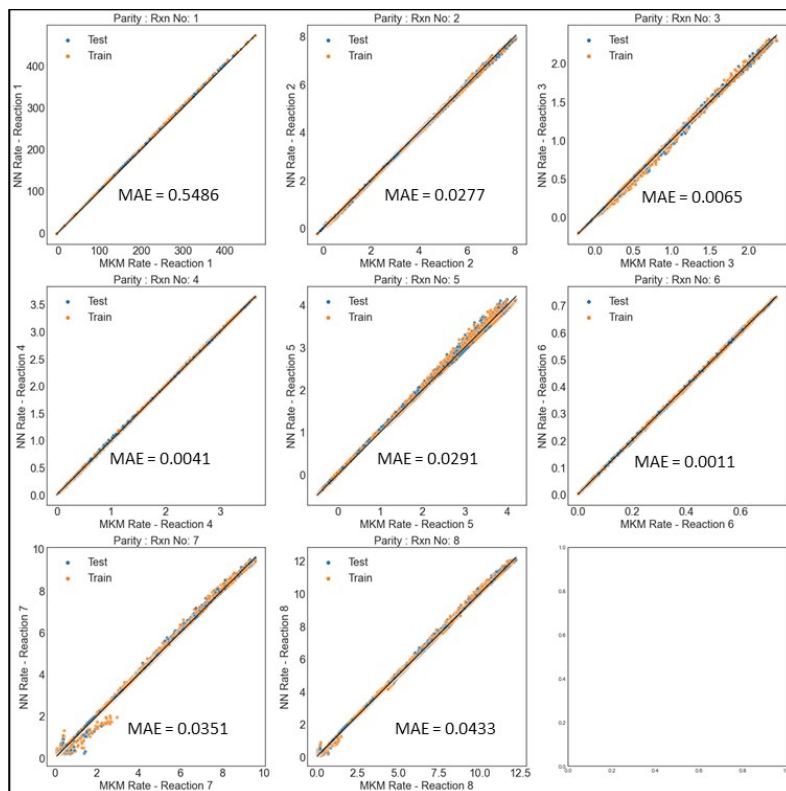 Parity : Rxn No: 1
Test
Train
400
300
200
100
0
NN Rate - Reaction 1
MAE = 0.5486
0 100 200 300 400
MKM Rate - Reaction 1
Parity : Rxn No: 2
Test
Train
8
6
4
2
0
NN Rate - Reaction 2
MAE = 0.0277
0 2 4 6 8
MKM Rate - Reaction 2
Parity : Rxn No: 3
Test
Train
2.0
1.5
1.0
0.5
0.0
NN Rate - Reaction 3
MAE = 0.0065
0.0 0.5 1.0 1.5 2.0
MKM Rate - Reaction 3
Parity : Rxn No: 4
Test
Train
3.5
3.0
2.5
2.0
1.5
1.0
0.5
0.0
NN Rate - Reaction 4
MAE = 0.0041
0 1 2 3
MKM Rate - Reaction 4
Parity : Rxn No: 5
Test
Train
4
3
2
1
0
NN Rate - Reaction 5
MAE = 0.0291
0 1 2 3 4
MKM Rate - Reaction 5
Parity : Rxn No: 6
Test
Train
0.7
0.6
0.5
0.4
0.3
0.2
0.1
0.0
NN Rate - Reaction 6
MAE = 0.0011
0.0 0.2 0.4 0.6
MKM Rate - Reaction 6
Parity : Rxn No: 7
Test
Train
10
8
6
4
2
0
NN Rate - Reaction 7
MAE = 0.0351
0 2 4 6 8 10
MKM Rate - Reaction 7
Parity : Rxn No: 8
Test
Train
12
10
8
6
4
2
0
NN Rate - Reaction 8
MAE = 0.0433
0.0 2.5 5.0 7.5 10.0 12.5
MKM Rate - Reaction 8
1.0
0.8
0.6
0.4
0.2
0.0
0.0 0.2 0.4 0.6 0.8